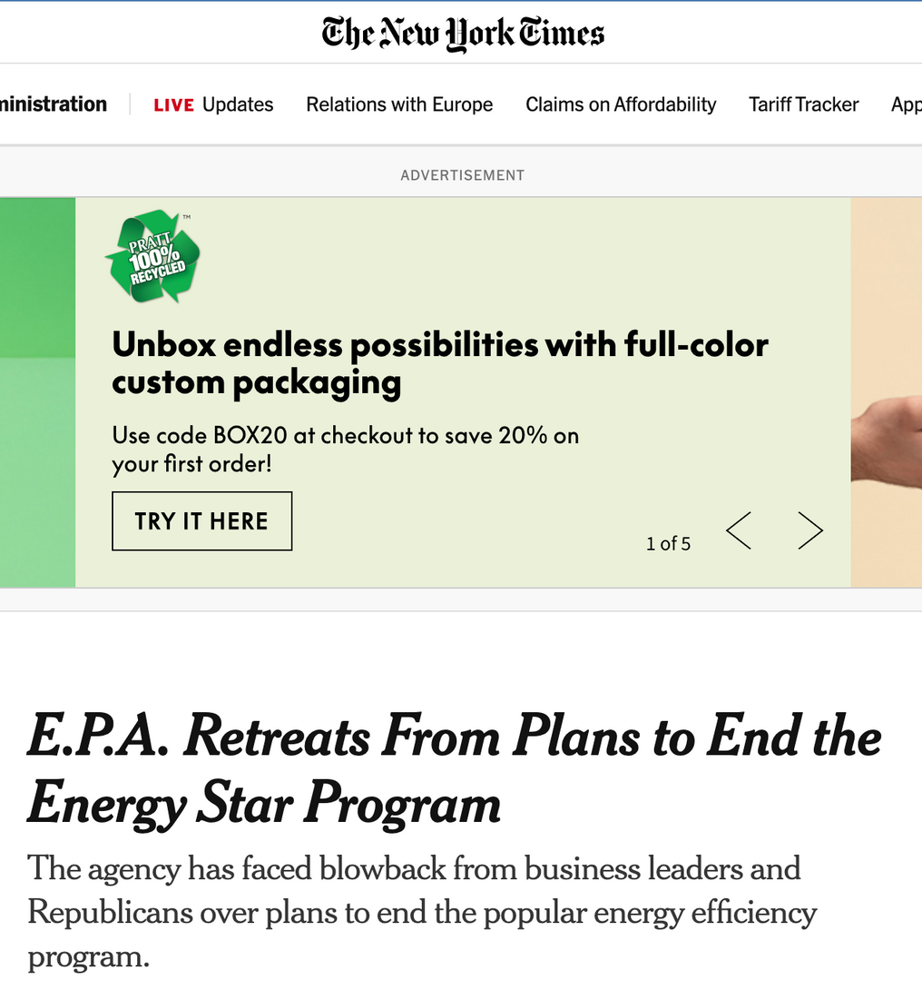 The New York Times
ministration LIVE Updates Relations with Europe Claims on Affordability Tariff Tracker App
ADVERTISEMENT
PRATT
100%
RECYCLED
™
Unbox endless possibilities with full-color
custom packaging
Use code BOX20 at checkout to save 20% on
your first order!
TRY IT HERE
1 of 5
E.P.A. Retreats From Plans to End the
Energy Star Program
The agency has faced blowback from business leaders and
Republicans over plans to end the popular energy efficiency
program.